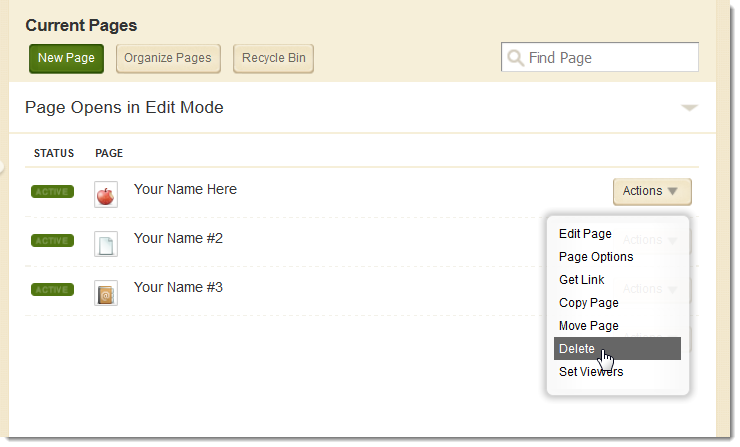 Current Pages
New Page Organize Pages Recycle Bin Find Page
Page Opens in Edit Mode
STATUS PAGE
ACTIVE Your Name Here Actions
ACTIVE Your Name #2 Actions
ACTIVE Your Name #3 Actions
Edit Page
Page Options
Get Link
Copy Page
Move Page
Delete
Set Viewers